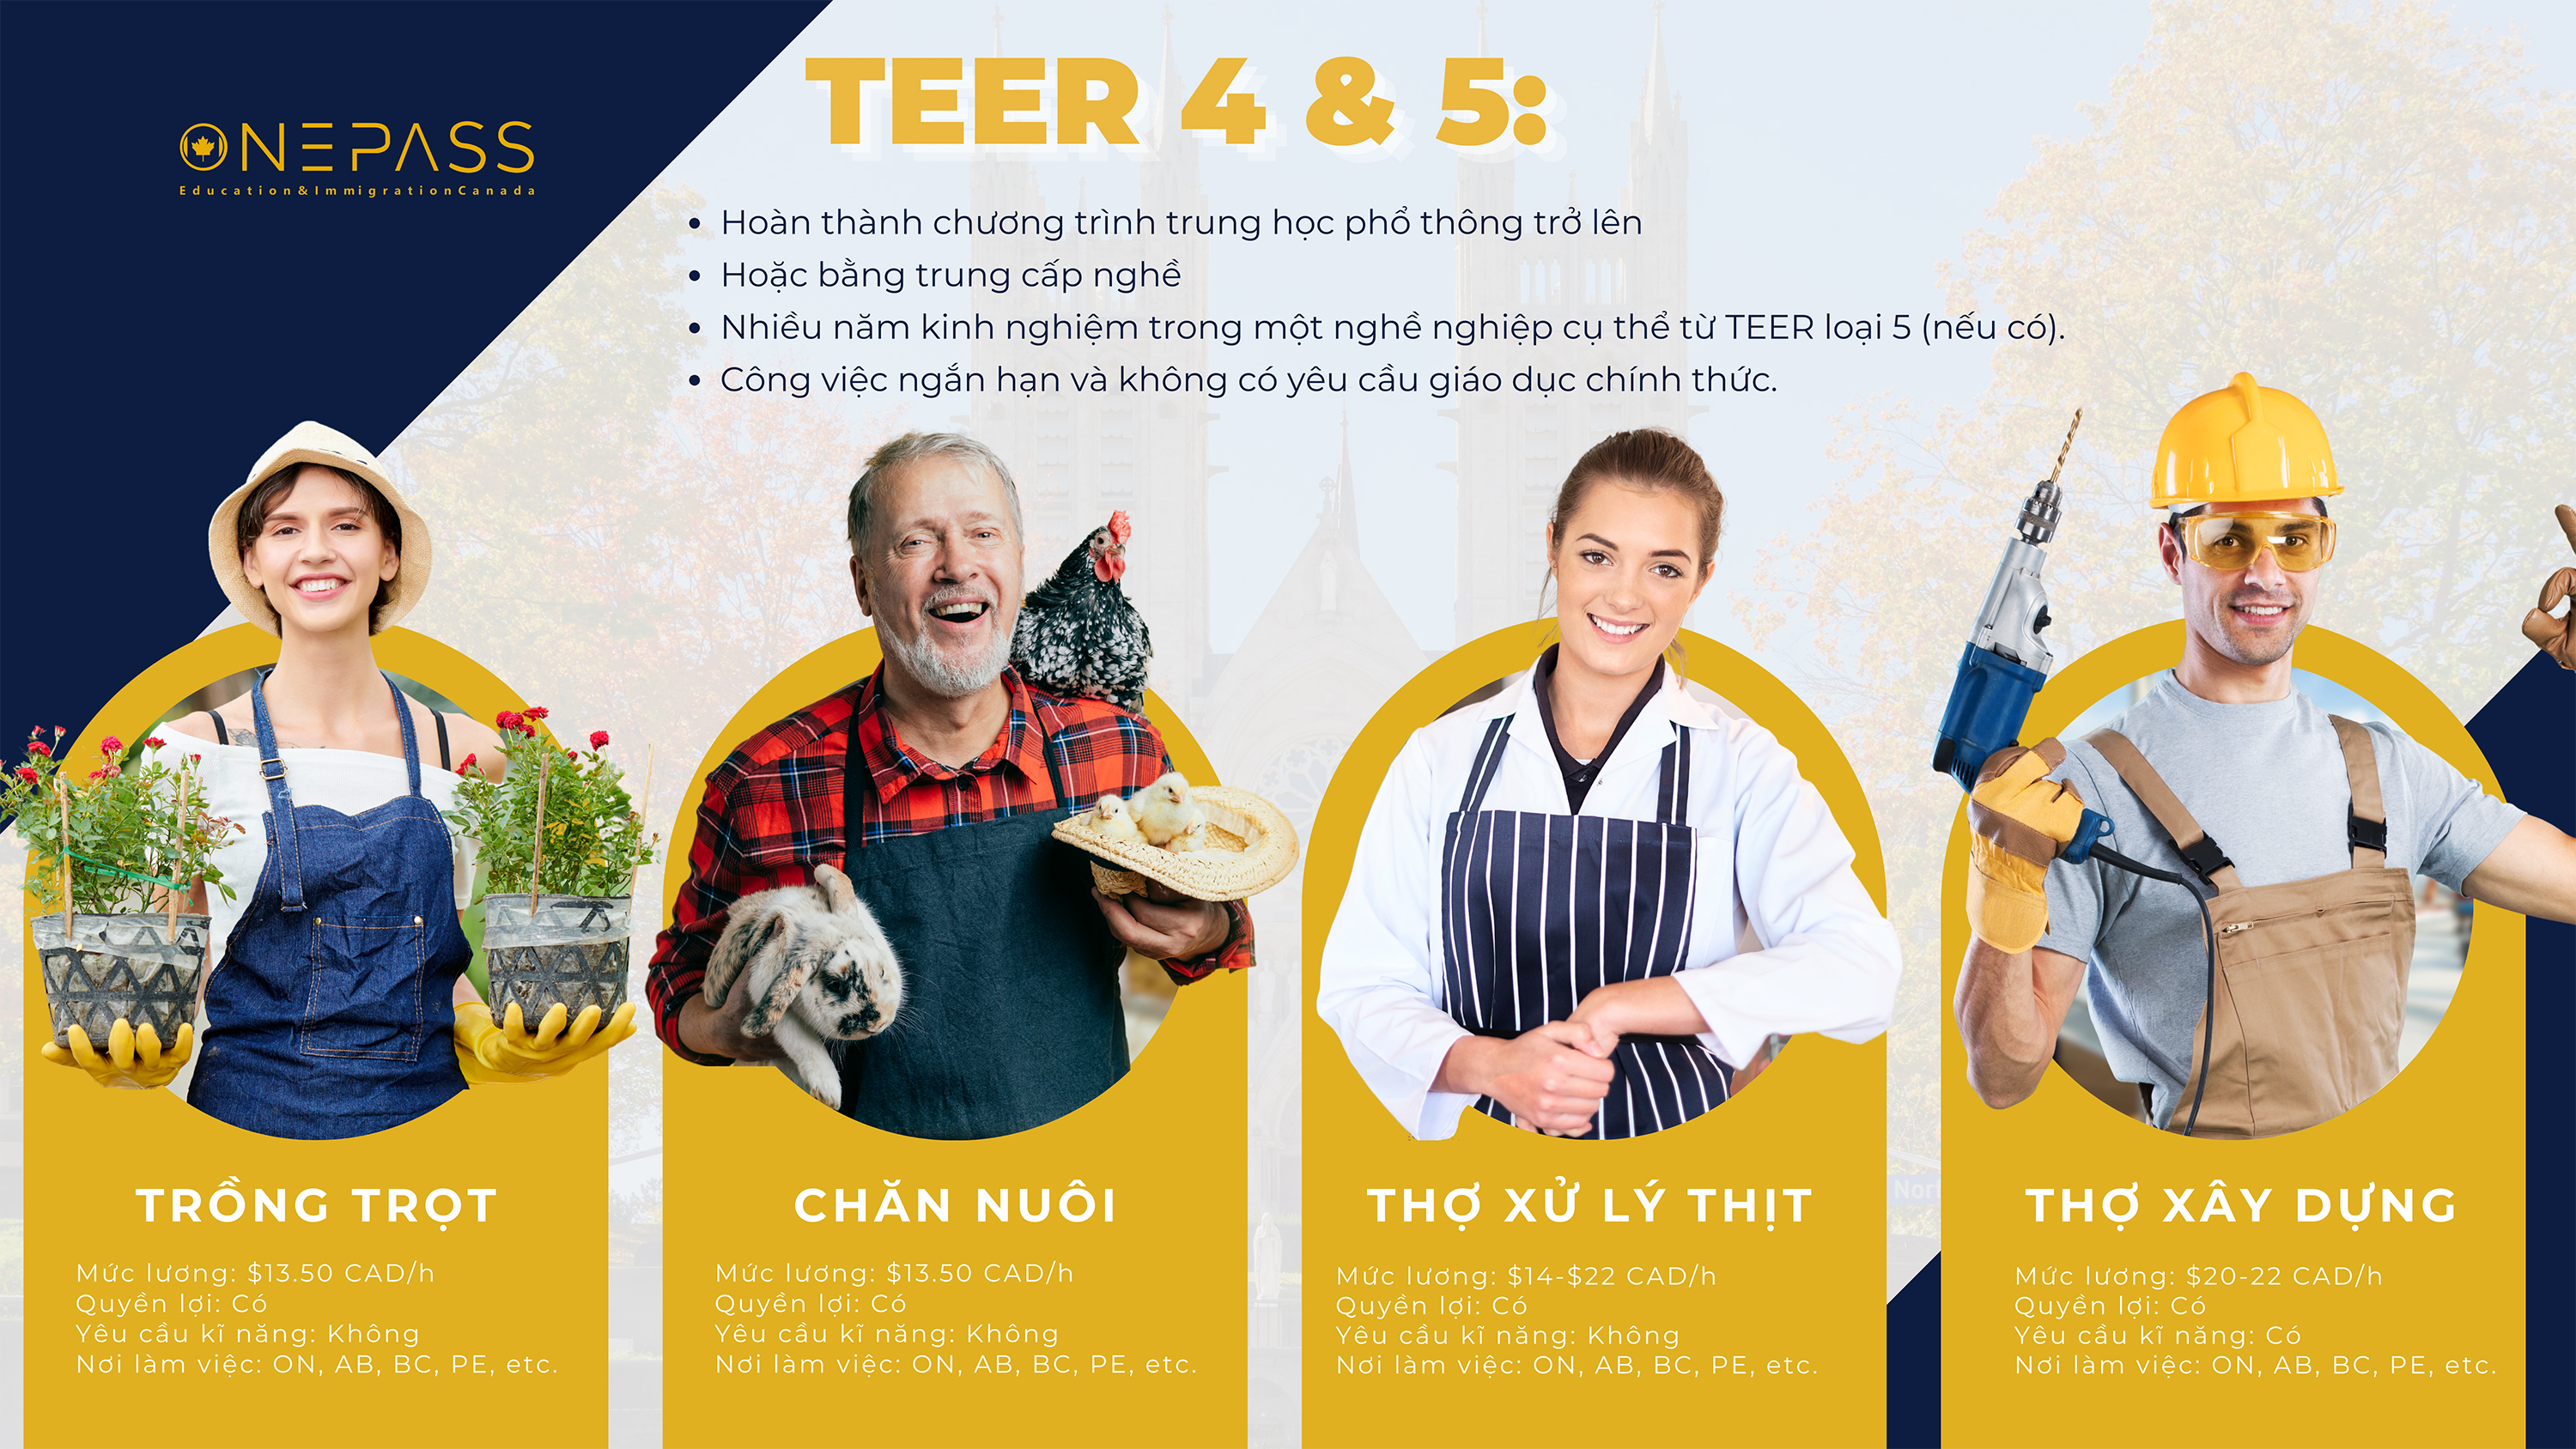 ONEPASS
Education&ImmigrationCanada
TEER 4 & 5:
• Hoàn thành chương trình trung học phổ thông trở lên
• Hoặc bằng trung cấp nghề
• Nhiều năm kinh nghiệm trong một nghề nghiệp cụ thể từ TEER loại 5 (nếu có).
• Công việc ngắn hạn và không có yêu cầu giáo dục chính thức.
TRỒNG TRỌT
Mức lương: $13.50 CAD/h
Quyền lợi: Có
Yêu cầu kĩ năng: Không
Nơi làm việc: ON, AB, BC, PE, etc.
CHĂN NUÔI
Mức lương: $13.50 CAD/h
Quyền lợi: Có
Yêu cầu kĩ năng: Không
Nơi làm việc: ON, AB, BC, PE, etc.
THỢ XỬ LÝ THỊT
Mức lương: $14-$22 CAD/h
Quyền lợi: Có
Yêu cầu kĩ năng: Không
Nơi làm việc: ON, AB, BC, PE, etc.
THỢ XÂY DỰNG
Mức lương: $20-22 CAD/h
Quyền lợi: Có
Yêu cầu kĩ năng: Có
Nơi làm việc: ON, AB, BC, PE, etc.